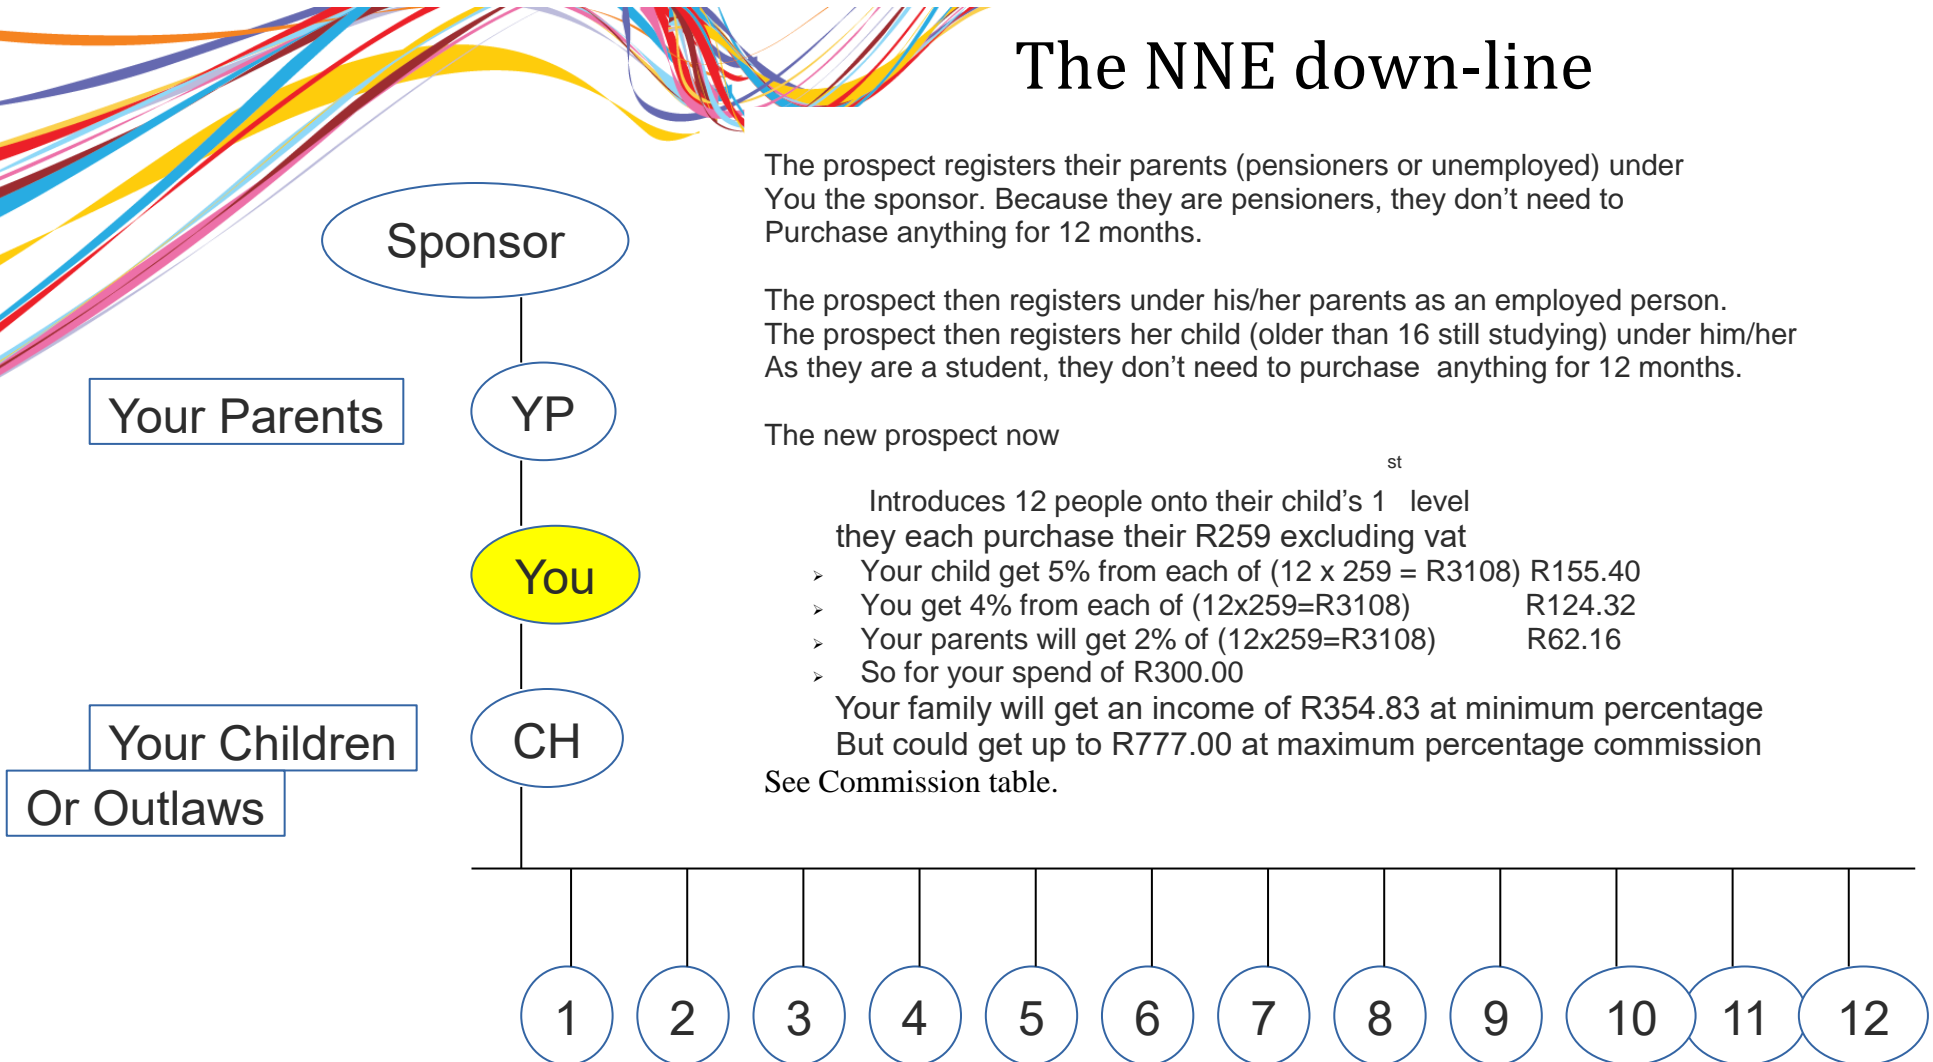 The NNE down-line
The prospect registers their parents (pensioners or unemployed) under
You the sponsor. Because they are pensioners, they don’t need to
Purchase anything for 12 months.
The prospect then registers under his/her parents as an employed person.
The prospect then registers her child (older than 16 still studying) under him/her
As they are a student, they don’t need to purchase  anything for 12 months.
The new prospect now
Introduces 12 people onto their child’s 1st level
they each purchase their R259 excluding vat
➢ Your child get 5% from each of (12 x 259 = R3108) R155.40
➢ You get 4% from each of (12x259=R3108) R124.32
➢ Your parents will get 2% of (12x259=R3108) R62.16
➢ So for your spend of R300.00
Your family will get an income of R354.83 at minimum percentage
But could get up to R777.00 at maximum percentage commission
See Commission table.
Sponsor
Your Parents YP
You
Your Children CH
Or Outlaws
1 2 3 4 5 6 7 8 9 10 11 12